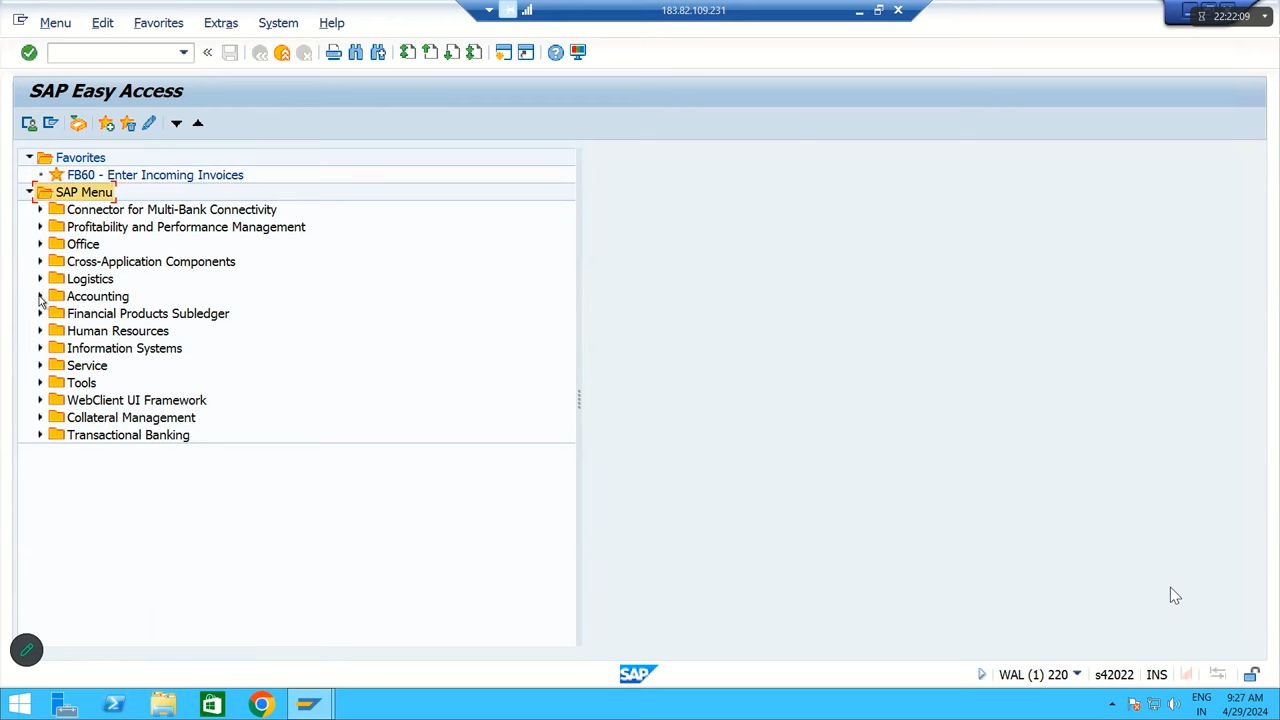 183.82.109.231
22:22:09
Menu Edit Favorites Extras System Help
SAP Easy Access
Favorites
FB60 - Enter Incoming Invoices
SAP Menu
Connector for Multi-Bank Connectivity
Profitability and Performance Management
Office
Cross-Application Components
Logistics
Accounting
Financial Products Subledger
Human Resources
Information Systems
Service
Tools
WebClient UI Framework
Collateral Management
Transactional Banking
SAP
WAL (1) 220 s42022 INS
ENG 9:27 AM
IN 4/29/2024